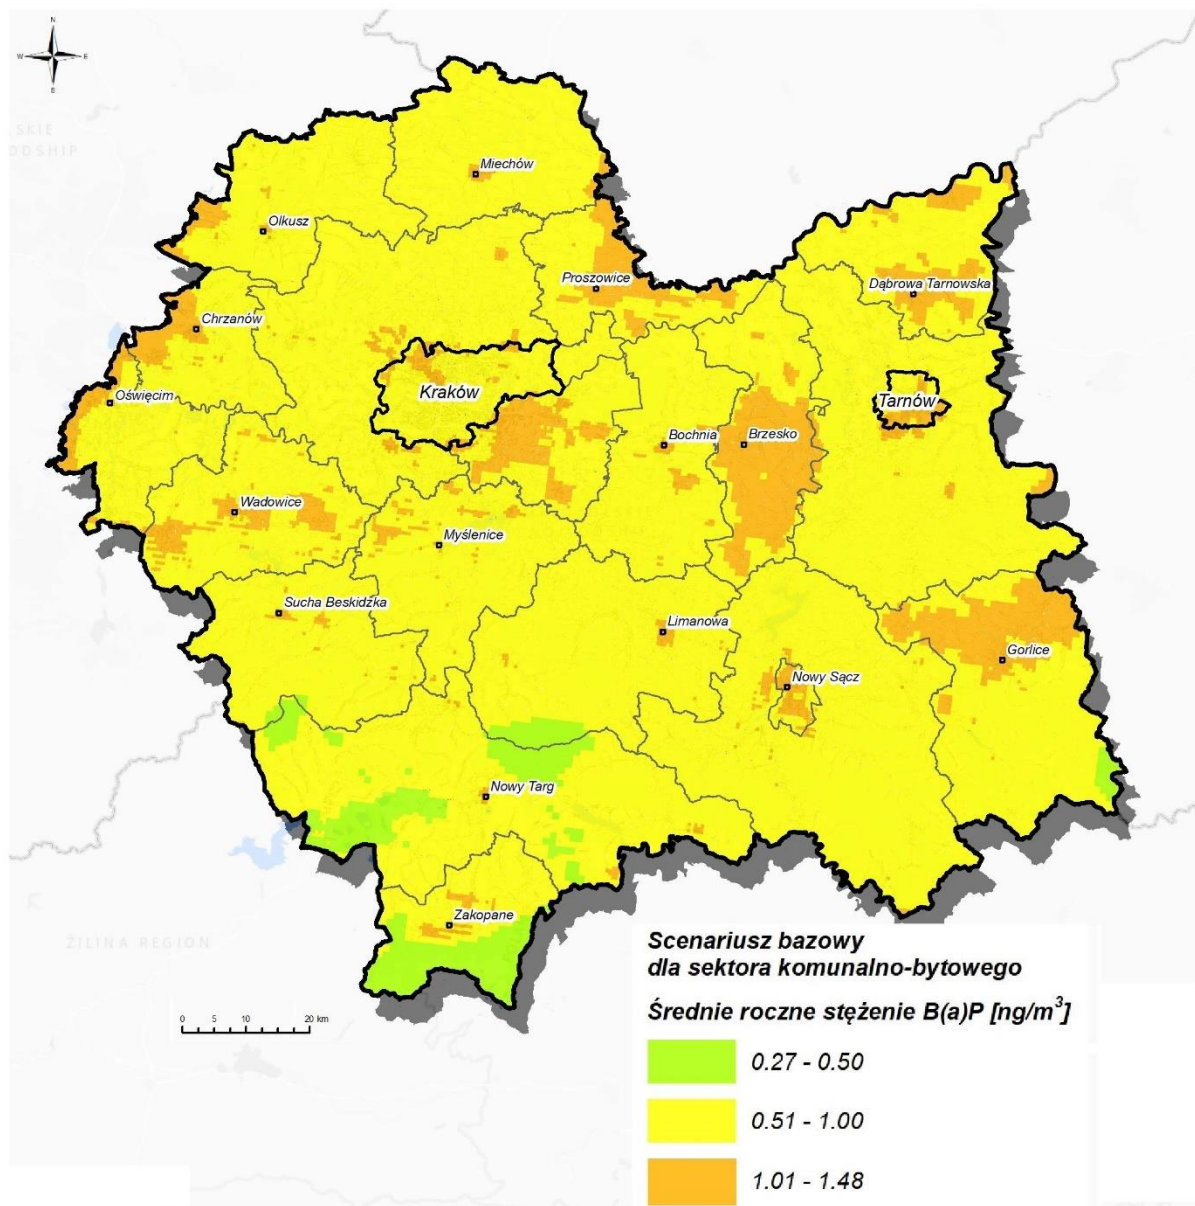 N
W
E
E
SKIE
ODSHIP
Miechów
Olkusz
Proszowice
Dąbrowa Tarnowska
Chrzanów
Oświęcim
Kraków
Tarnów
Bochnia
Brzesko
Wadowice
Myślenice
Sucha Beskidzka
Limanowa
Gorlice
Nowy Sącz
Nowy Targ
Zakopane
ŽILINA REGION
0 5 10 20 km
Scenariusz bazowy
dla sektora komunalno-bytowego
Średnie roczne stężenie B(a)P [ng/m³]
0.27 - 0.50
0.51 - 1.00
1.01 - 1.48